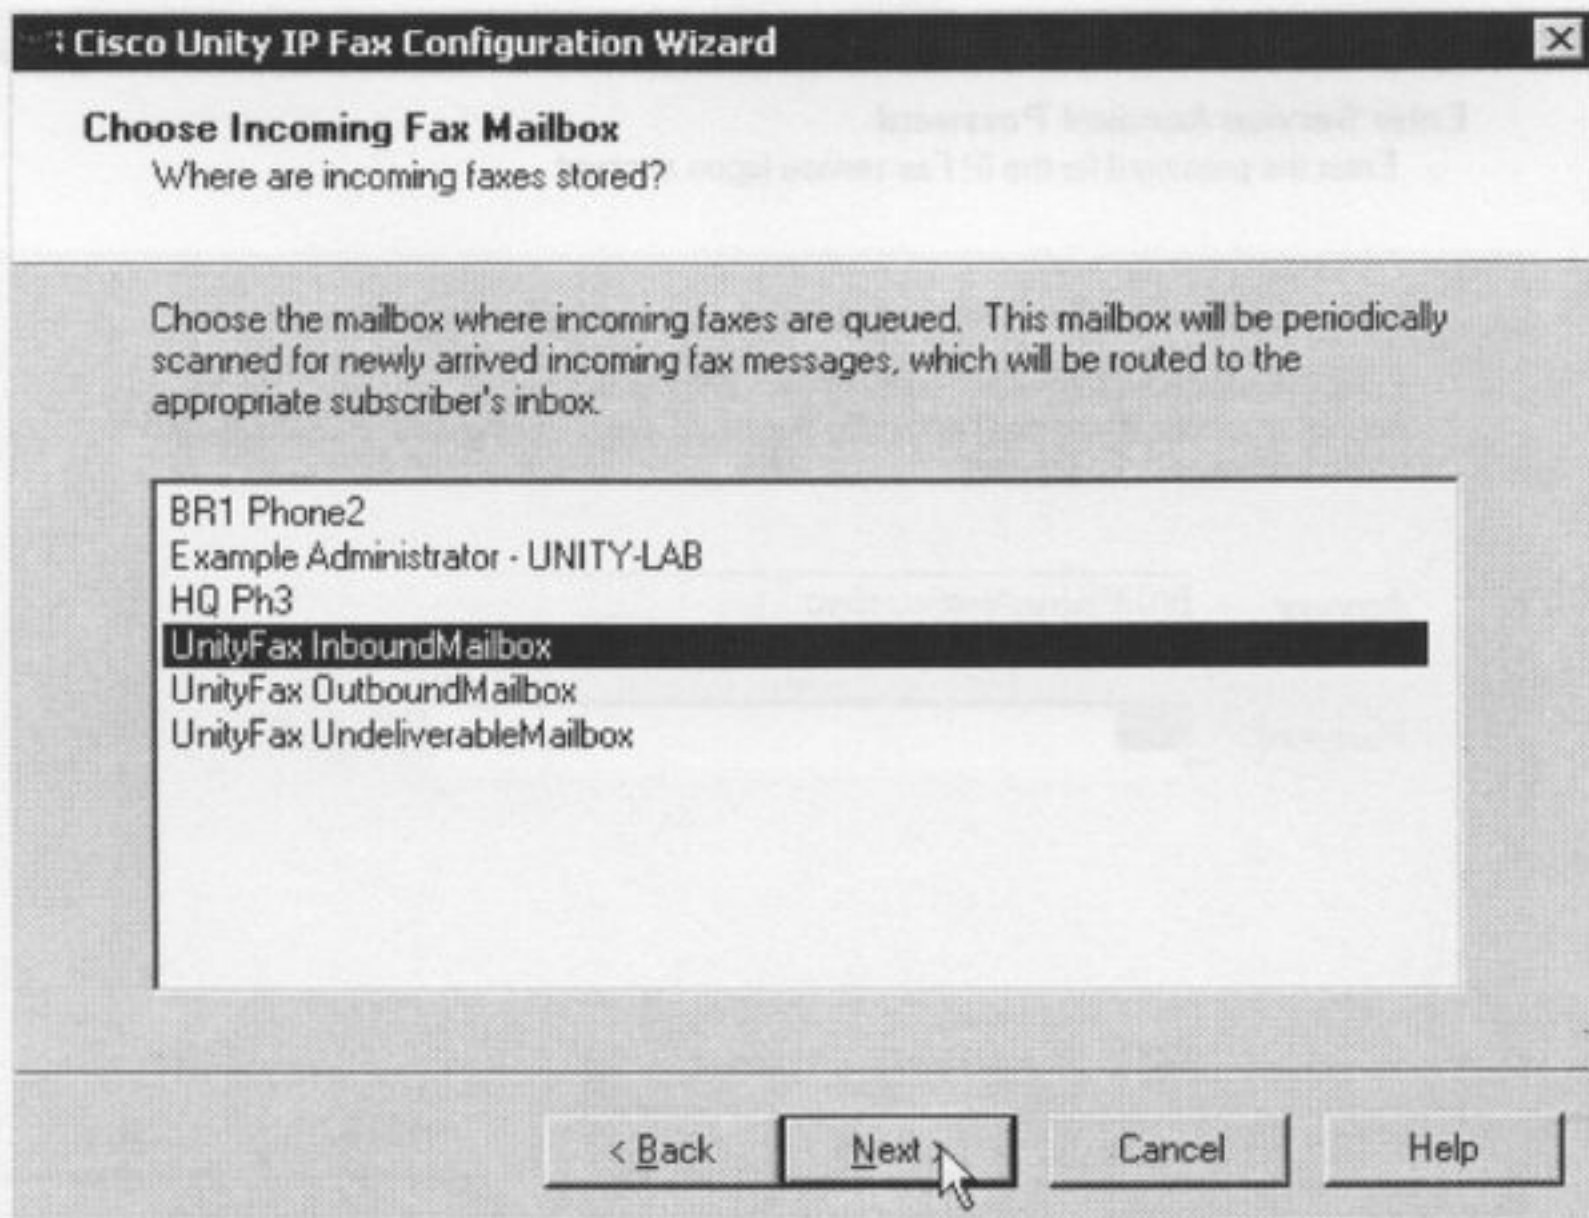 Cisco Unity IP Fax Configuration Wizard
Choose Incoming Fax Mailbox
Where are incoming faxes stored?
Choose the mailbox where incoming faxes are queued. This mailbox will be periodically
scanned for newly arrived incoming fax messages, which will be routed to the
appropriate subscriber's inbox.
BR1 Phone2
Example Administrator - UNITY-LAB
HQ Ph3
UnityFax InboundMailbox
UnityFax OutboundMailbox
UnityFax UndeliverableMailbox
< Back
Next >
Cancel
Help